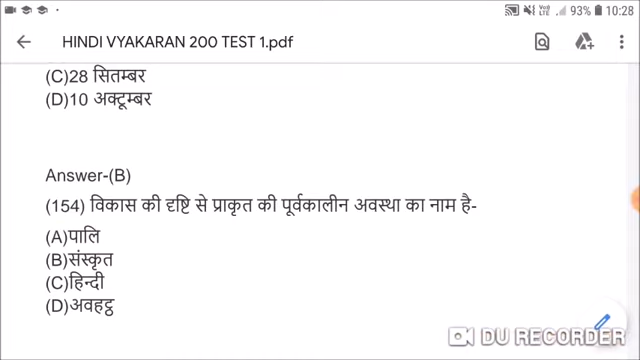 93% 10:28
HINDI VYAKARAN 200 TEST 1.pdf
(C)28 सितम्बर
(D)10 अक्टूम्बर
Answer-(B)
(154) विकास की दृष्टि से प्राकृत की पूर्वकालीन अवस्था का नाम है-
(A)पालि
(B)संस्कृत
(C)हिन्दी
(D)अवहट्ठ
DU RECORDER